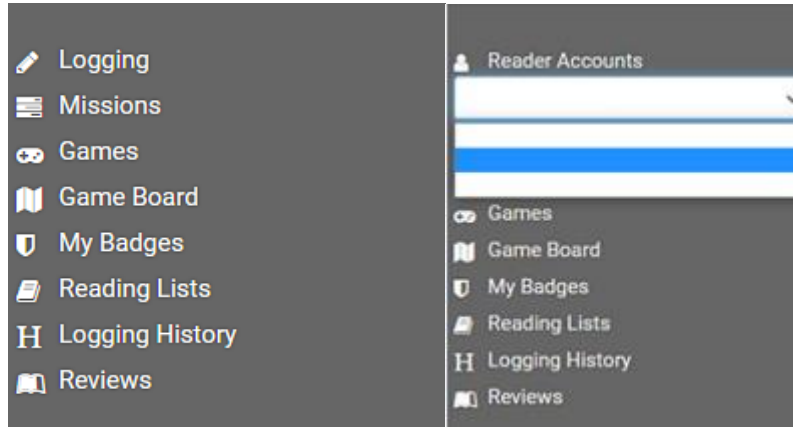 Logging
Missions
Games
Game Board
My Badges
Reading Lists
H Logging History
Reviews
Reader Accounts
Games
Game Board
My Badges
Reading Lists
H Logging History
Reviews